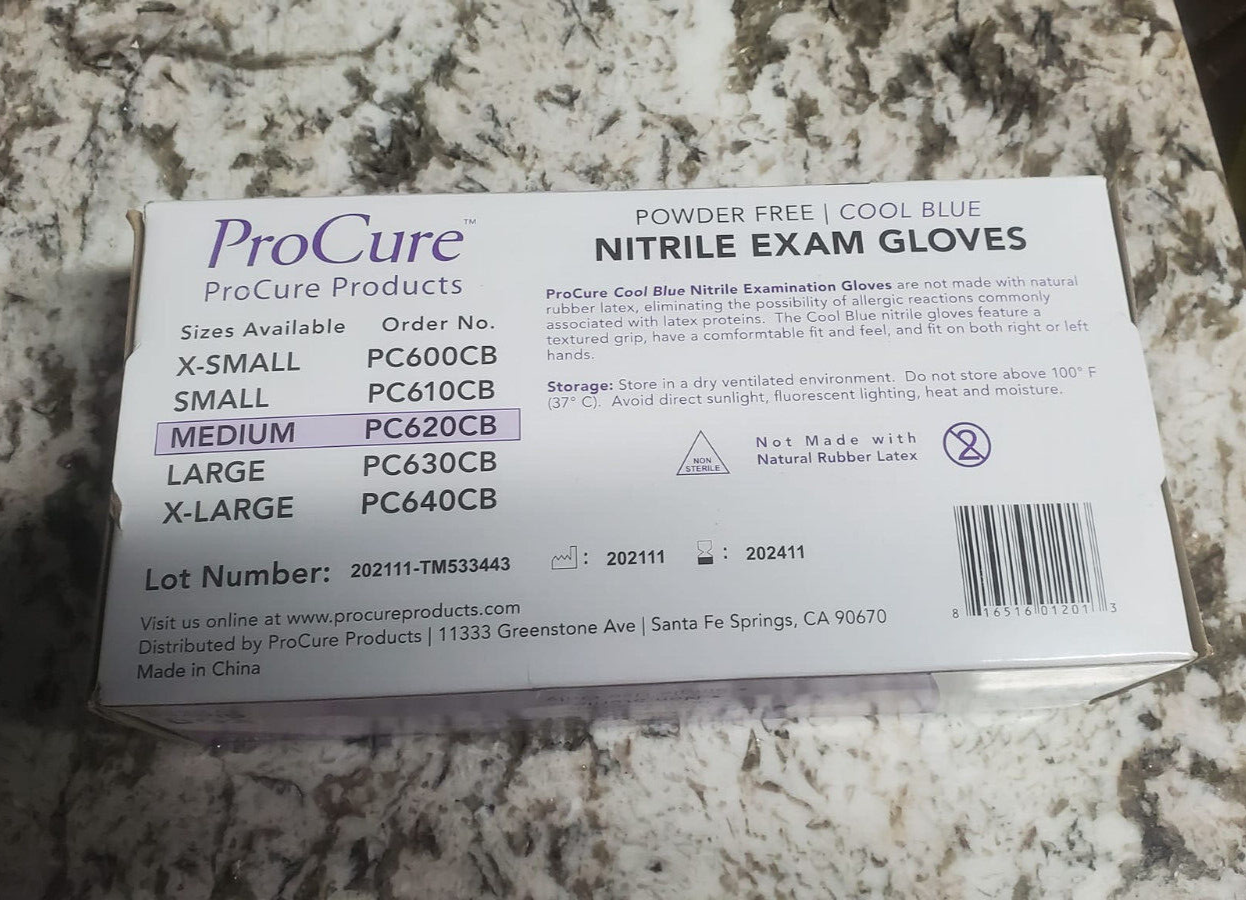 ProCure™
ProCure Products
Sizes Available Order No.
X-SMALL PC600CB
SMALL PC610CB
MEDIUM PC620CB
LARGE PC630CB
X-LARGE PC640CB
POWDER FREE | COOL BLUE
NITRILE EXAM GLOVES
ProCure Cool Blue Nitrile Examination Gloves are not made with natural
rubber latex, eliminating the possibility of allergic reactions commonly
associated with latex proteins. The Cool Blue nitrile gloves feature a
textured grip, have a comformtable fit and feel, and fit on both right or left
hands.
Storage: Store in a dry ventilated environment. Do not store above 100° F
(37° C). Avoid direct sunlight, fluorescent lighting, heat and moisture.
NON
STERILE
Not Made with
Natural Rubber Latex
2
Lot Number: 202111-TM533443 : 202111 : 202411
Visit us online at www.procureproducts.com
Distributed by ProCure Products | 11333 Greenstone Ave | Santa Fe Springs, CA 90670
Made in China
8 16516 01201 3